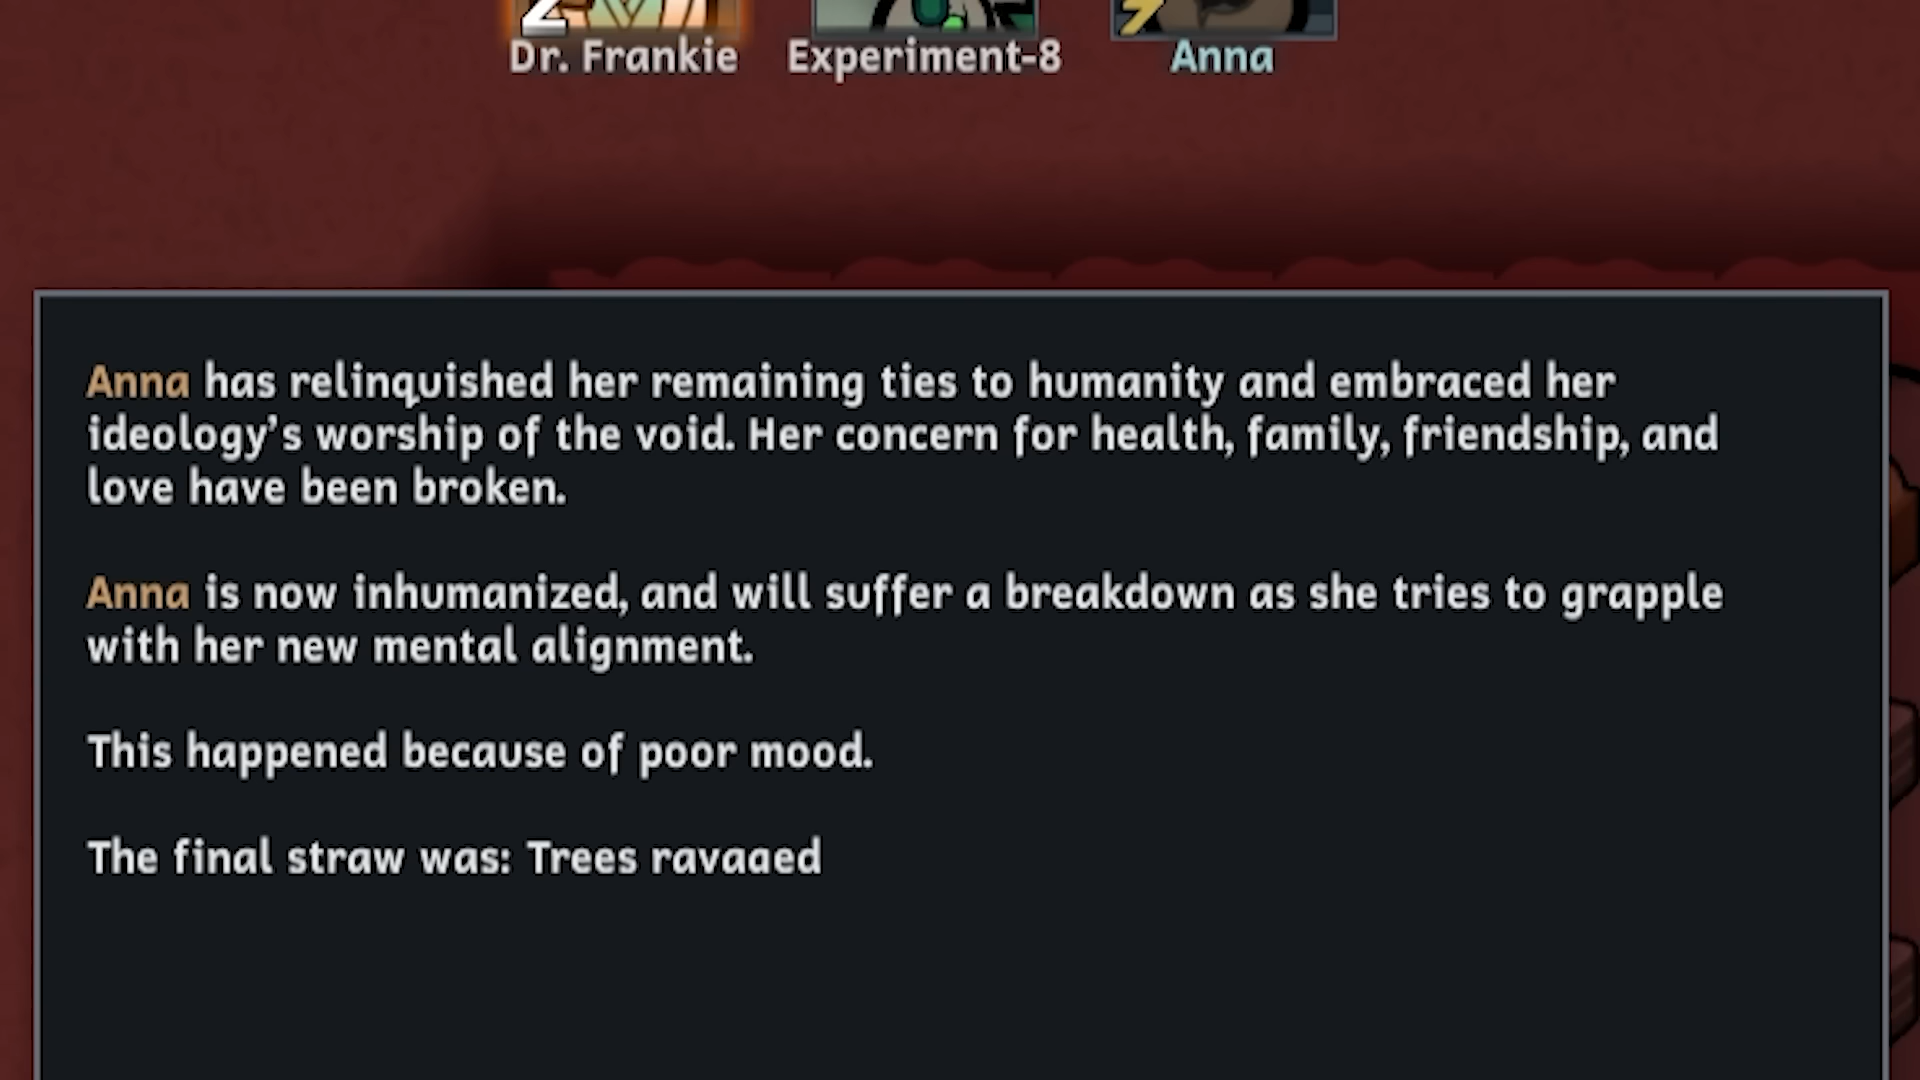 Dr. Frankie Experiment-8 Anna
Anna has relinquished her remaining ties to humanity and embraced her
ideology's worship of the void. Her concern for health, family, friendship, and
love have been broken.
Anna is now inhumanized, and will suffer a breakdown as she tries to grapple
with her new mental alignment.
This happened because of poor mood.
The final straw was: Trees ravaged